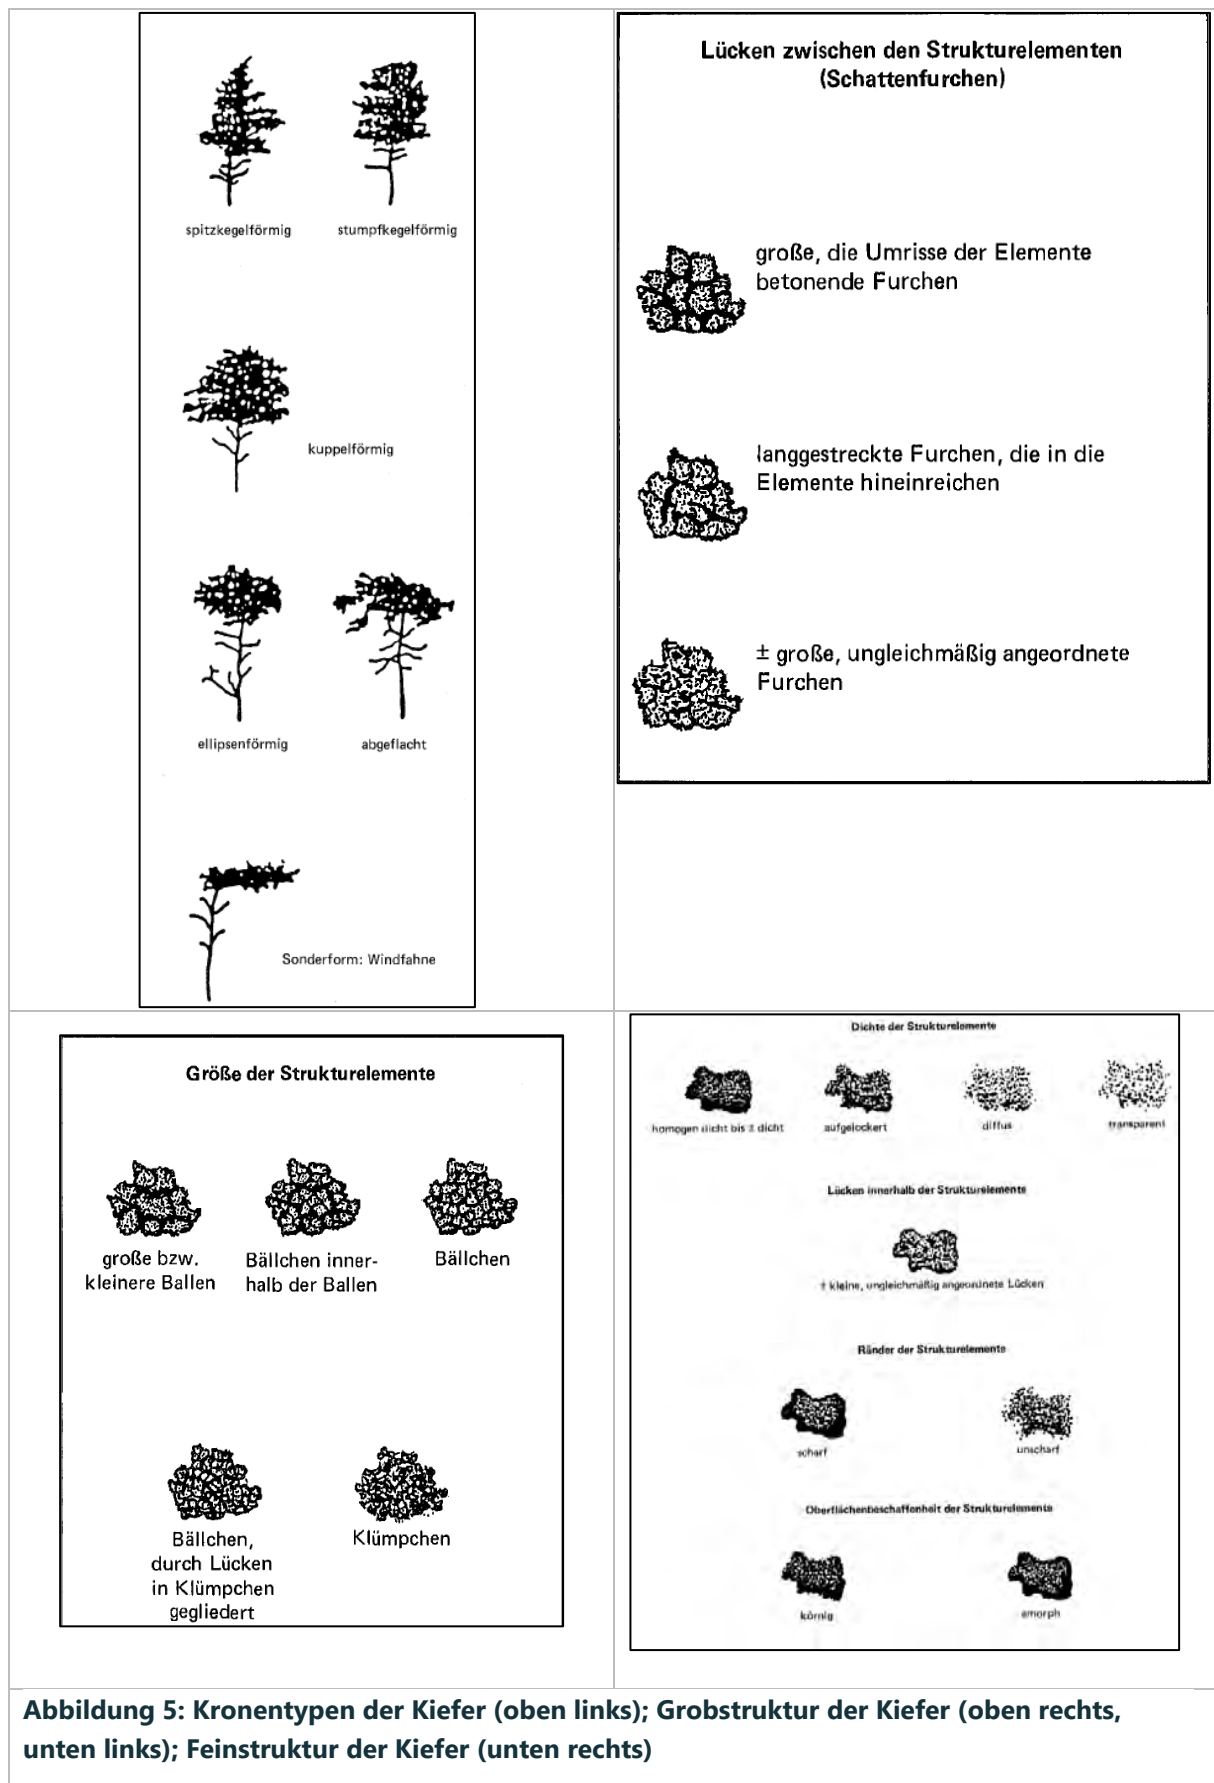 spitzkegelförmig
stumpfkegelförmig
kuppelförmig
ellipsenförmig
abgeflacht
Sonderform: Windfahne
Lücken zwischen den Strukturelementen
(Schattenfurchen)
große, die Umrisse der Elemente
betonende Furchen
langgestreckte Furchen, die in die
Elemente hineinreichen
± große, ungleichmäßig angeordnete
Furchen
Größe der Strukturelemente
große bzw.
kleinere Ballen
Bällchen inner-
halb der Ballen
Bällchen
Bällchen,
durch Lücken
in Klümpchen
gegliedert
Klümpchen
Dichte der Strukturelemente
homogen dicht bis ± dicht
aufgelockert
diffus
transparent
Lücken innerhalb der Strukturelemente
± kleine, ungleichmäßig angeordnete Lücken
Ränder der Strukturelemente
scharf
unscharf
Oberflächenbeschaffenheit der Strukturelemente
körnig
amorph
Abbildung 5: Kronentypen der Kiefer (oben links); Grobstruktur der Kiefer (oben rechts,
unten links); Feinstruktur der Kiefer (unten rechts)